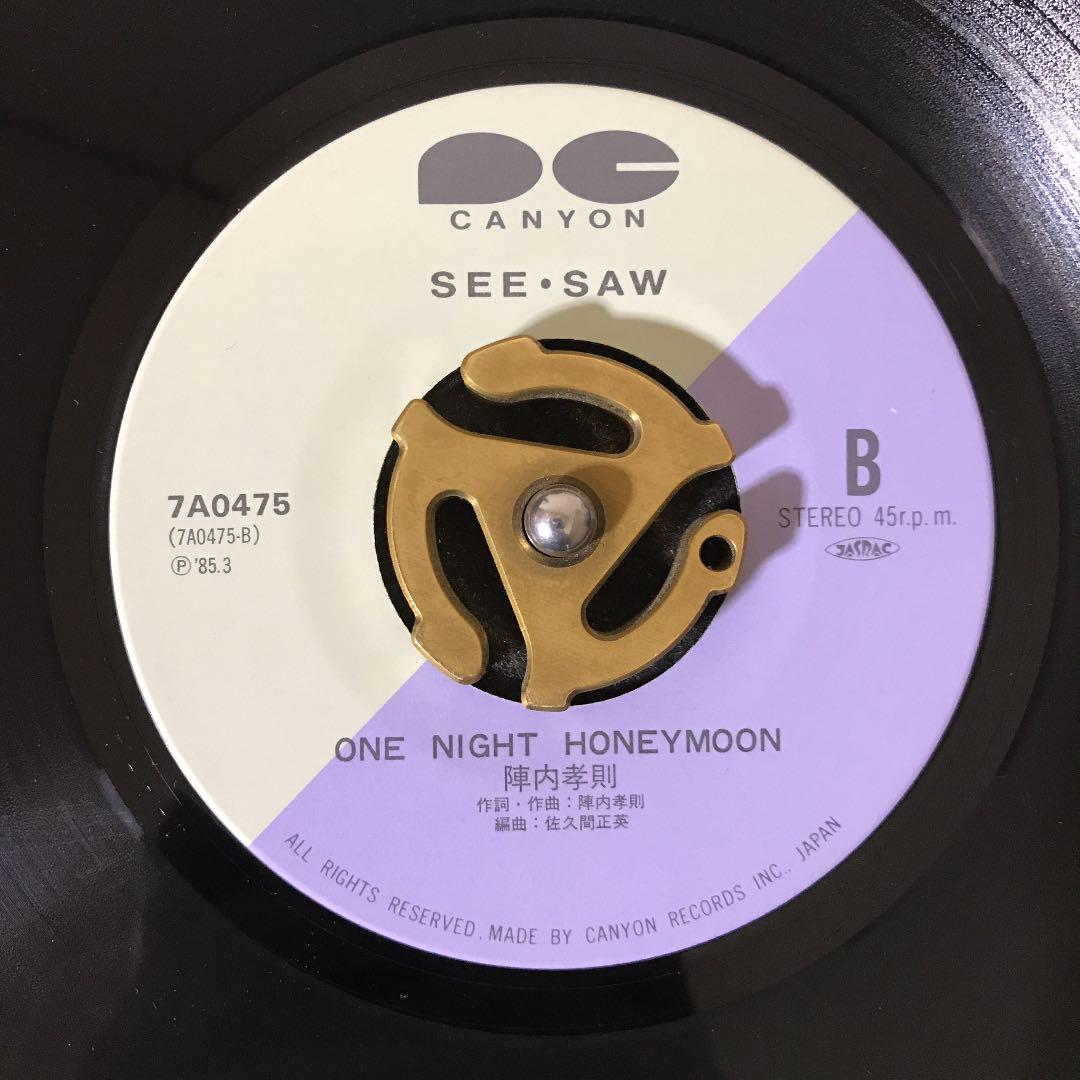 CANYON
SEE・SAW
B
STEREO 45r.p.m.
JASRAC
7A0475
(7A0475-B)
Ⓟ'85.3
ONE NIGHT HONEYMOON
陣内孝則
作詞・作曲：陣内孝則
編曲：佐久間正英
ALL RIGHTS RESERVED. MADE BY CANYON RECORDS INC., JAPAN